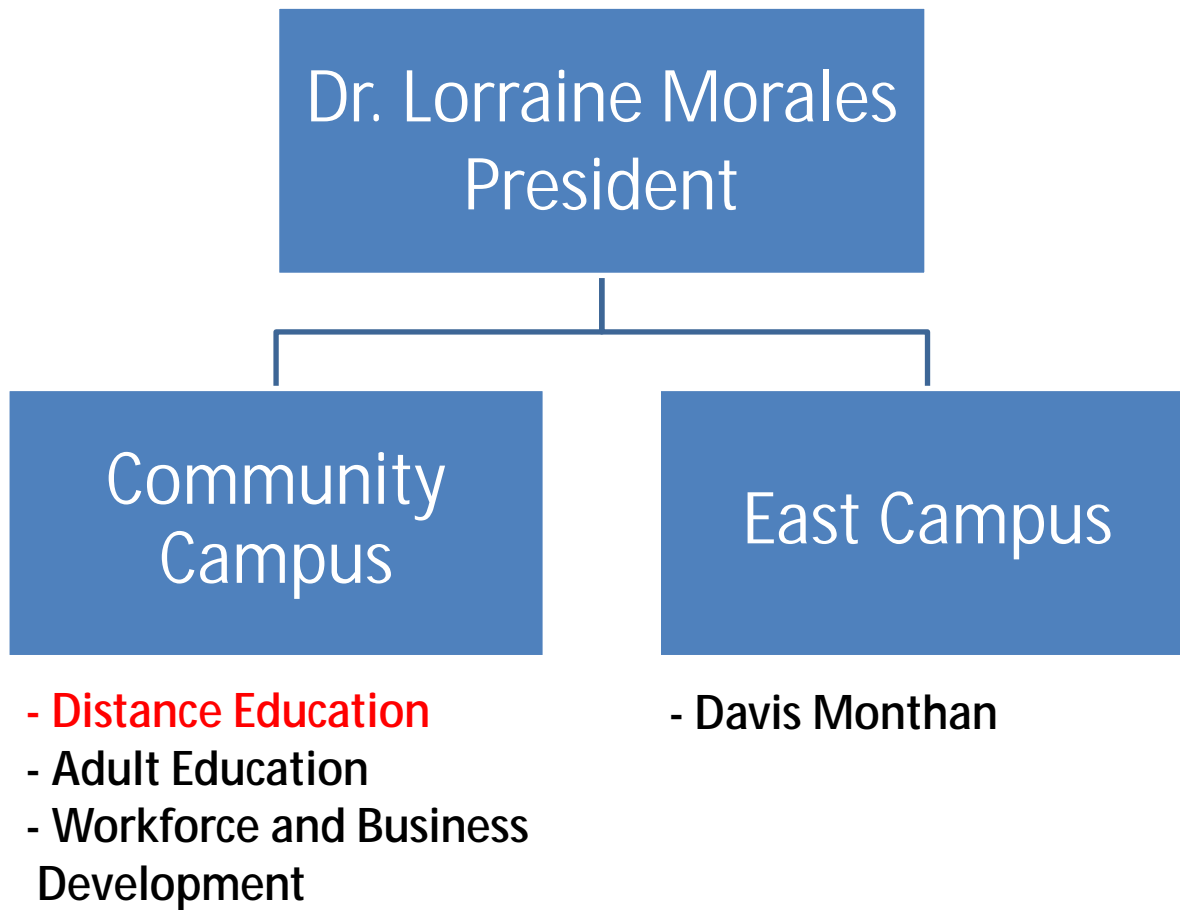 Dr. Lorraine Morales
President
Community
Campus
East Campus
- Distance Education
- Adult Education
- Workforce and Business
Development
- Davis Monthan